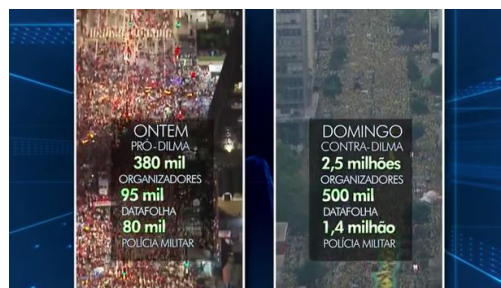 ONTEM
PRÓ-DILMA
380 mil
ORGANIZADORES
95 mil
DATAFOLHA
80 mil
POLÍCIA MILITAR
DOMINGO
CONTRA-DILMA
2,5 milhões
ORGANIZADORES
500 mil
DATAFOLHA
1,4 milhão
POLÍCIA MILITAR